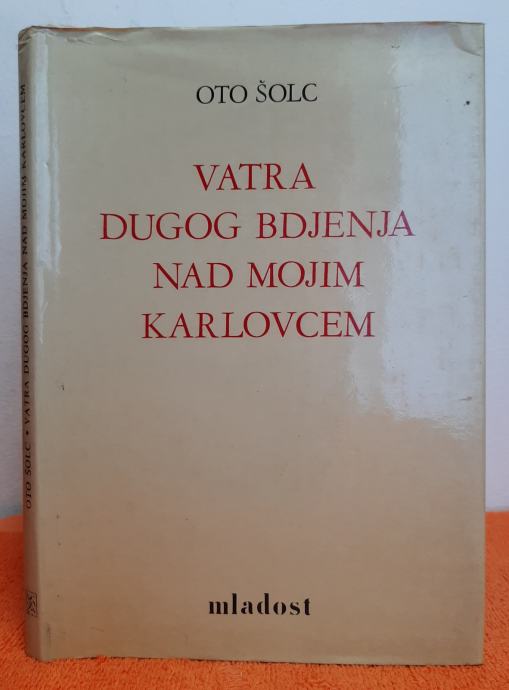 OTO ŠOLC
VATRA
DUGOG BDJENJA
NAD MOJIM
KARLOVCEM
mladost
OTO ŠOLC • VATRA DUGOG BDJENJA NAD MOJIM KARLOVCEM